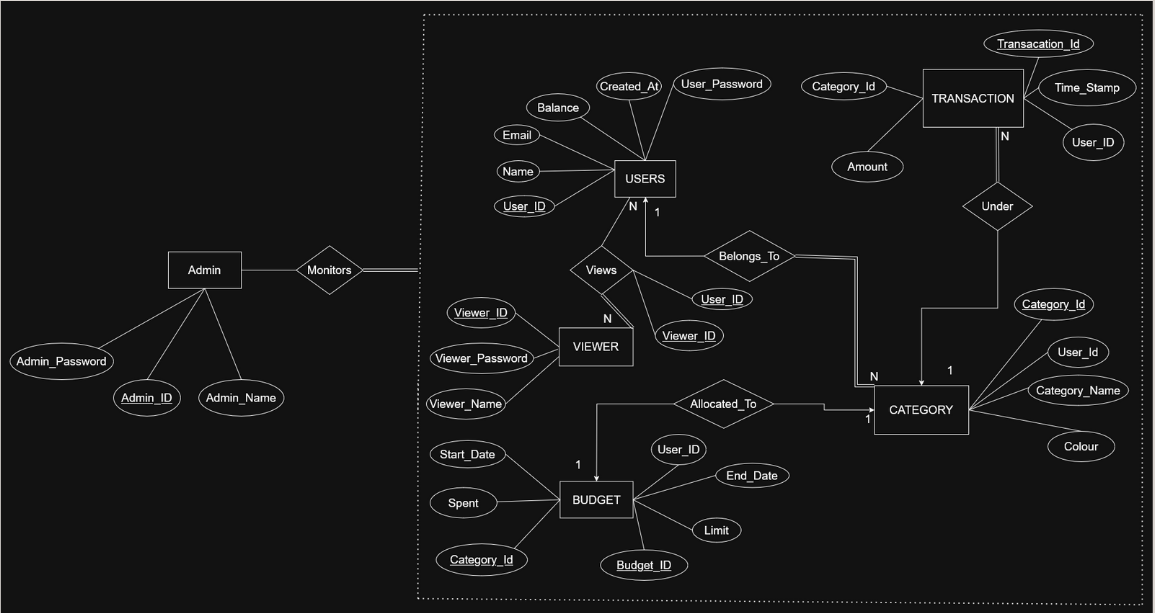 Transacation_Id
Created_At
User_Password
Category_Id
TRANSACTION
Time_Stamp
Balance
Email
N
User_ID
Amount
Name
USERS
User_ID
N
1
Under
Admin
Monitors
Views
Belongs_To
User_ID
Category_Id
Viewer_ID
N
Viewer_ID
VIEWER
User_Id
Viewer_Password
Admin_Password
1
N
Category_Name
Admin_ID
Admin_Name
Viewer_Name
Allocated_To
CATEGORY
1
Colour
Start_Date
User_ID
1
End_Date
Spent
BUDGET
Limit
Category_Id
Budget_ID